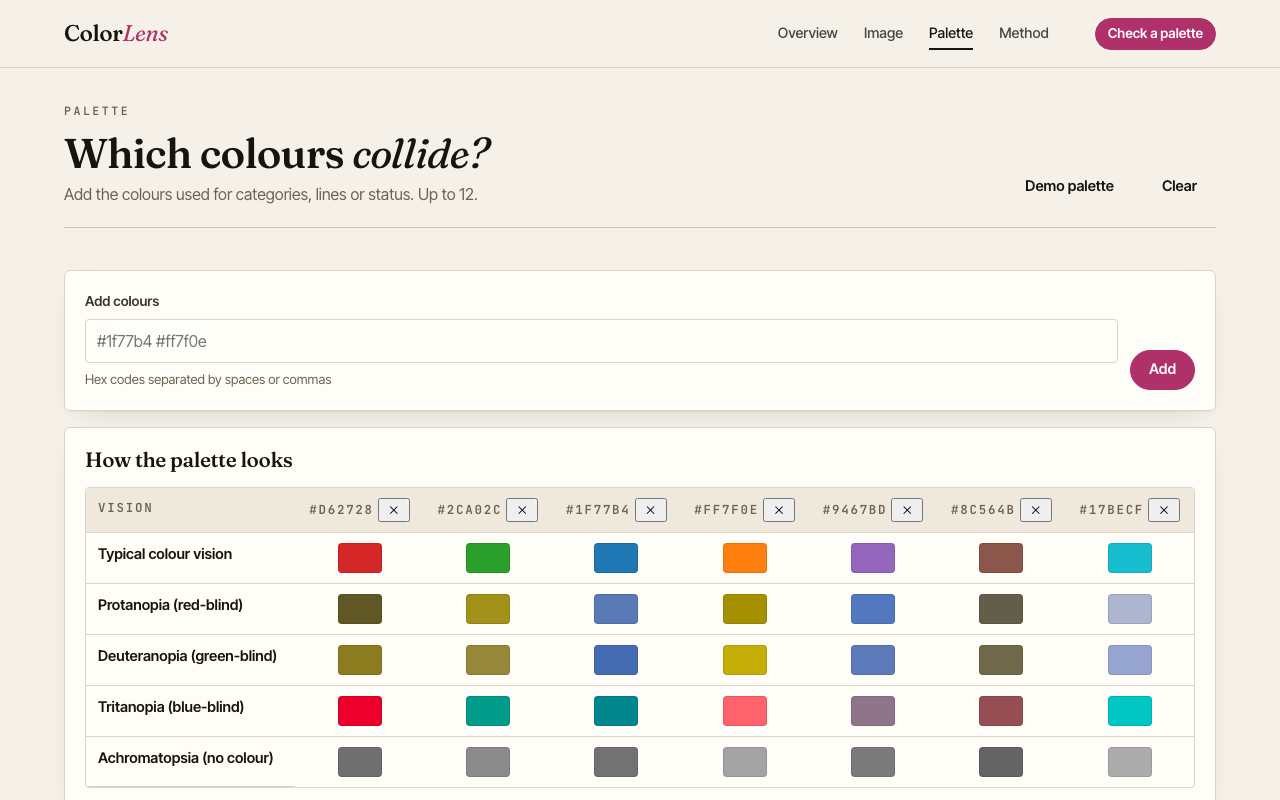 ColorLens
Overview Image Palette Method Check a palette
PALETTE
Which colours collide?
Add the colours used for categories, lines or status. Up to 12.
Demo palette Clear
Add colours
#1f77b4 #ff7f0e
Add
Hex codes separated by spaces or commas
How the palette looks
VISION #D62728 × #2CA02C × #1F77B4 × #FF7F0E × #9467BD × #8C564B × #17BECF ×
Typical colour vision
Protanopia (red-blind)
Deuteranopia (green-blind)
Tritanopia (blue-blind)
Achromatopsia (no colour)